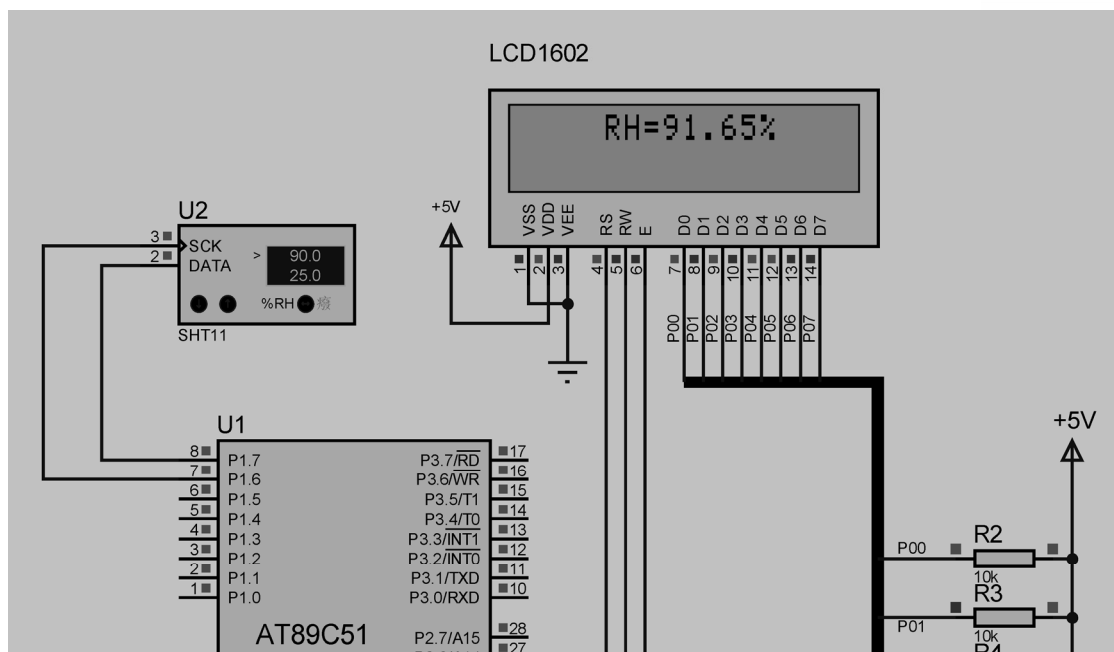 LCD1602
RH=91.65%
+5V
VSS VDD VEE RS RW E D0 D1 D2 D3 D4 D5 D6 D7
1 2 3 4 5 6 7 8 9 10 11 12 13 14
P00 P01 P02 P03 P04 P05 P06 P07
U2
3 SCK > 90.0
2 DATA 25.0
%RH
SHT11
U1
8 P1.7 P3.7/RD 17
7 P1.6 P3.6/WR 16
6 P1.5 P3.5/T1 15
5 P1.4 P3.4/T0 14
4 P1.3 P3.3/INT1 13
3 P1.2 P3.2/INT0 12
2 P1.1 P3.1/TXD 11
1 P1.0 P3.0/RXD 10
AT89C51 P2.7/A15 28
27
+5V
R2
P00
10k
R3
P01
10k
R4